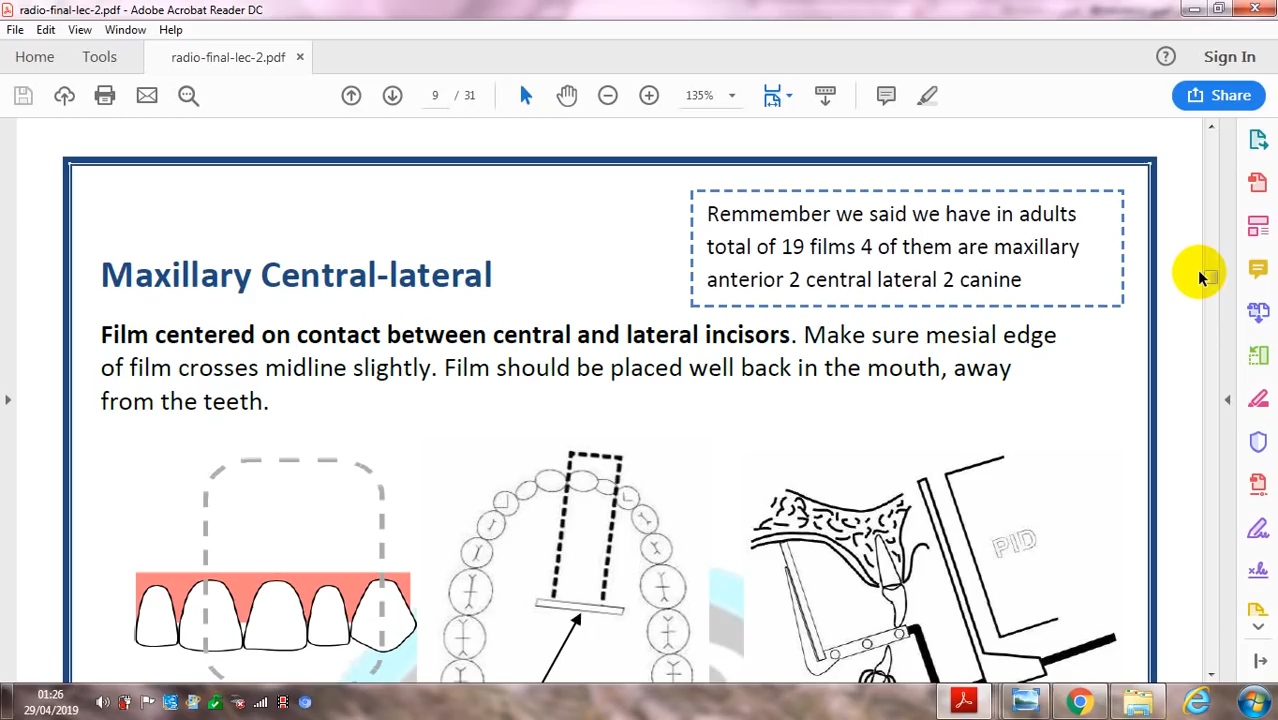 radio-final-lec-2.pdf - Adobe Acrobat Reader DC
File Edit View Window Help
Home Tools radio-final-lec-2.pdf × ? Sign In
9 / 31 135% Share
Remmember we said we have in adults
total of 19 films 4 of them are maxillary
anterior 2 central lateral 2 canine
Maxillary Central-lateral
Film centered on contact between central and lateral incisors. Make sure mesial edge
of film crosses midline slightly. Film should be placed well back in the mouth, away
from the teeth.
PID
01:26
29/04/2019